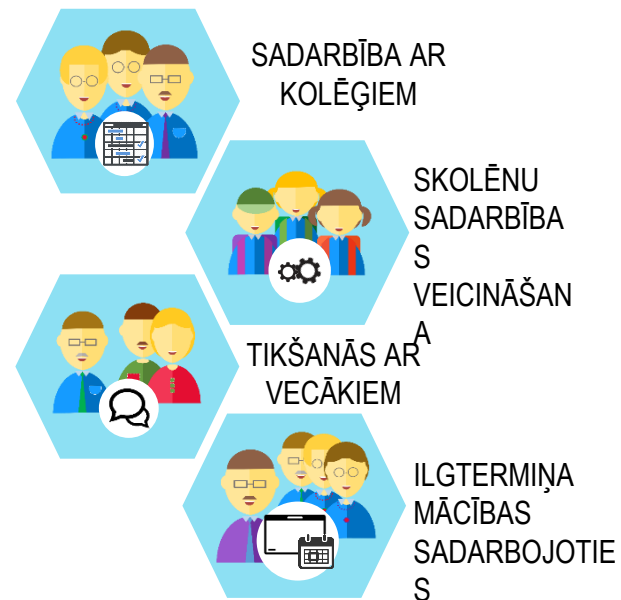 SADARBĪBA AR
KOLĒĢIEM
SKOLĒNU
SADARBĪBA
S
VEICINĀŠAN
A
TIKŠANĀS AR
VECĀKIEM
ILGTERMIŅA
MĀCĪBAS
SADARBOJOTIE
S